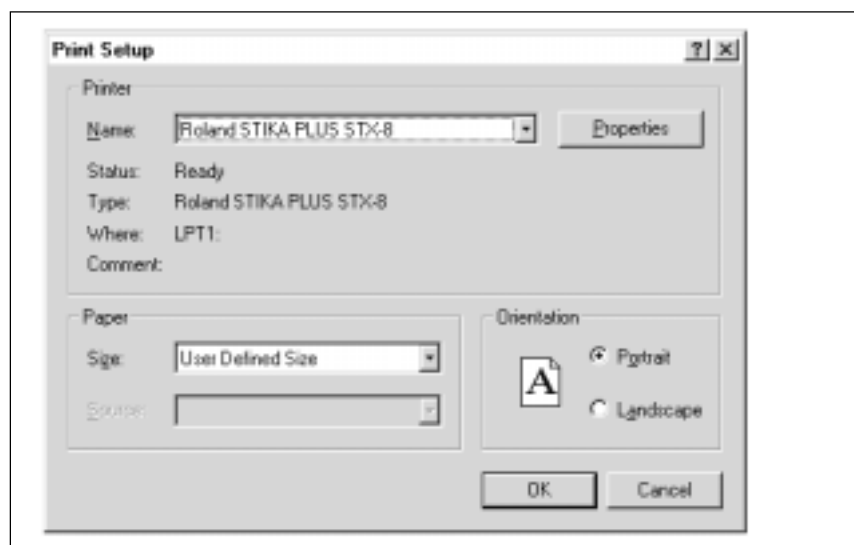 Print Setup
Printer
Name: Roland STIKA PLUS STX-8 Properties
Status: Ready
Type: Roland STIKA PLUS STX-8
Where: LPT1:
Comment:
Paper
Size: User Defined Size
Source:
Orientation
A
Portrait
Landscape
OK Cancel